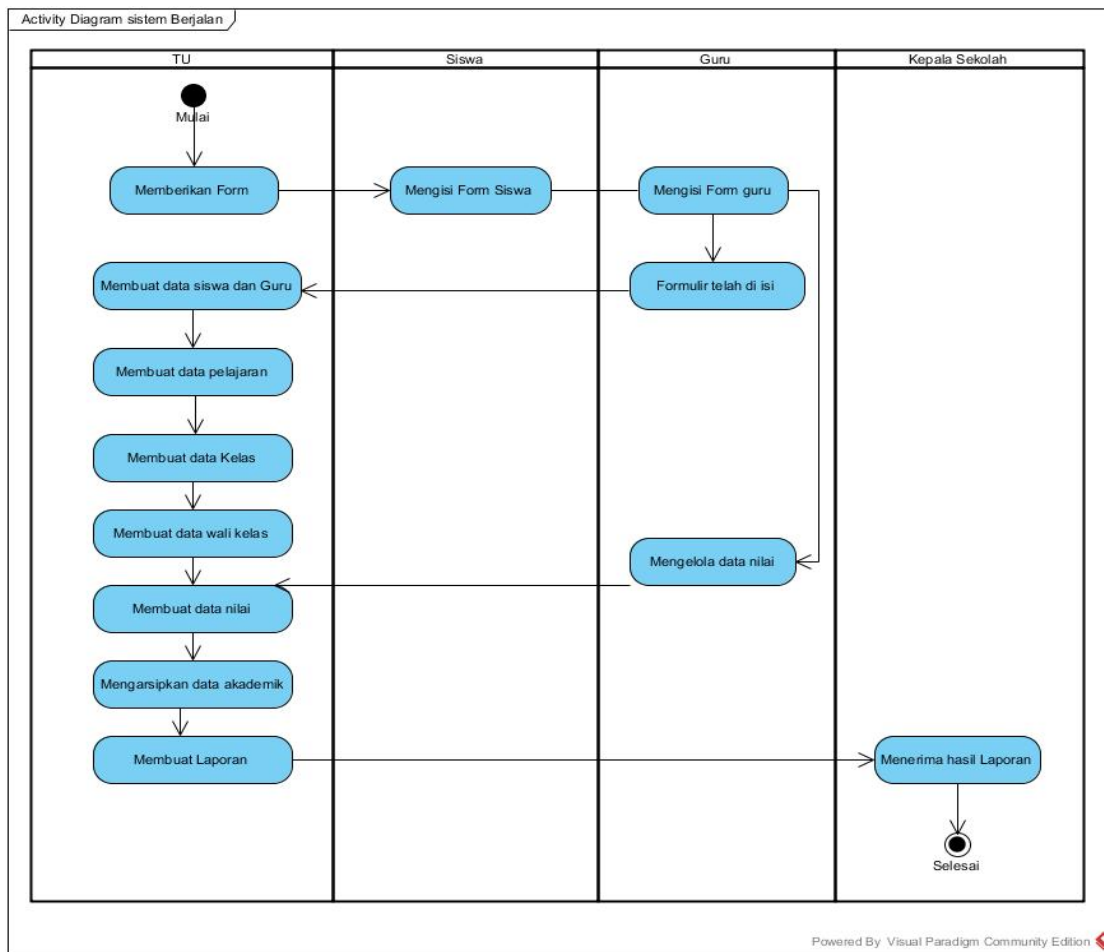 Activity Diagram sistem Berjalan
TU
Siswa
Guru
Kepala Sekolah
Mulai
Memberikan Form
Mengisi Form Siswa
Mengisi Form guru
Membuat data siswa dan Guru
Formulir telah di isi
Membuat data pelajaran
Membuat data Kelas
Membuat data wali kelas
Mengelola data nilai
Membuat data nilai
Mengarsipkan data akademik
Membuat Laporan
Menerima hasil Laporan
Selesai
Powered By Visual Paradigm Community Edition